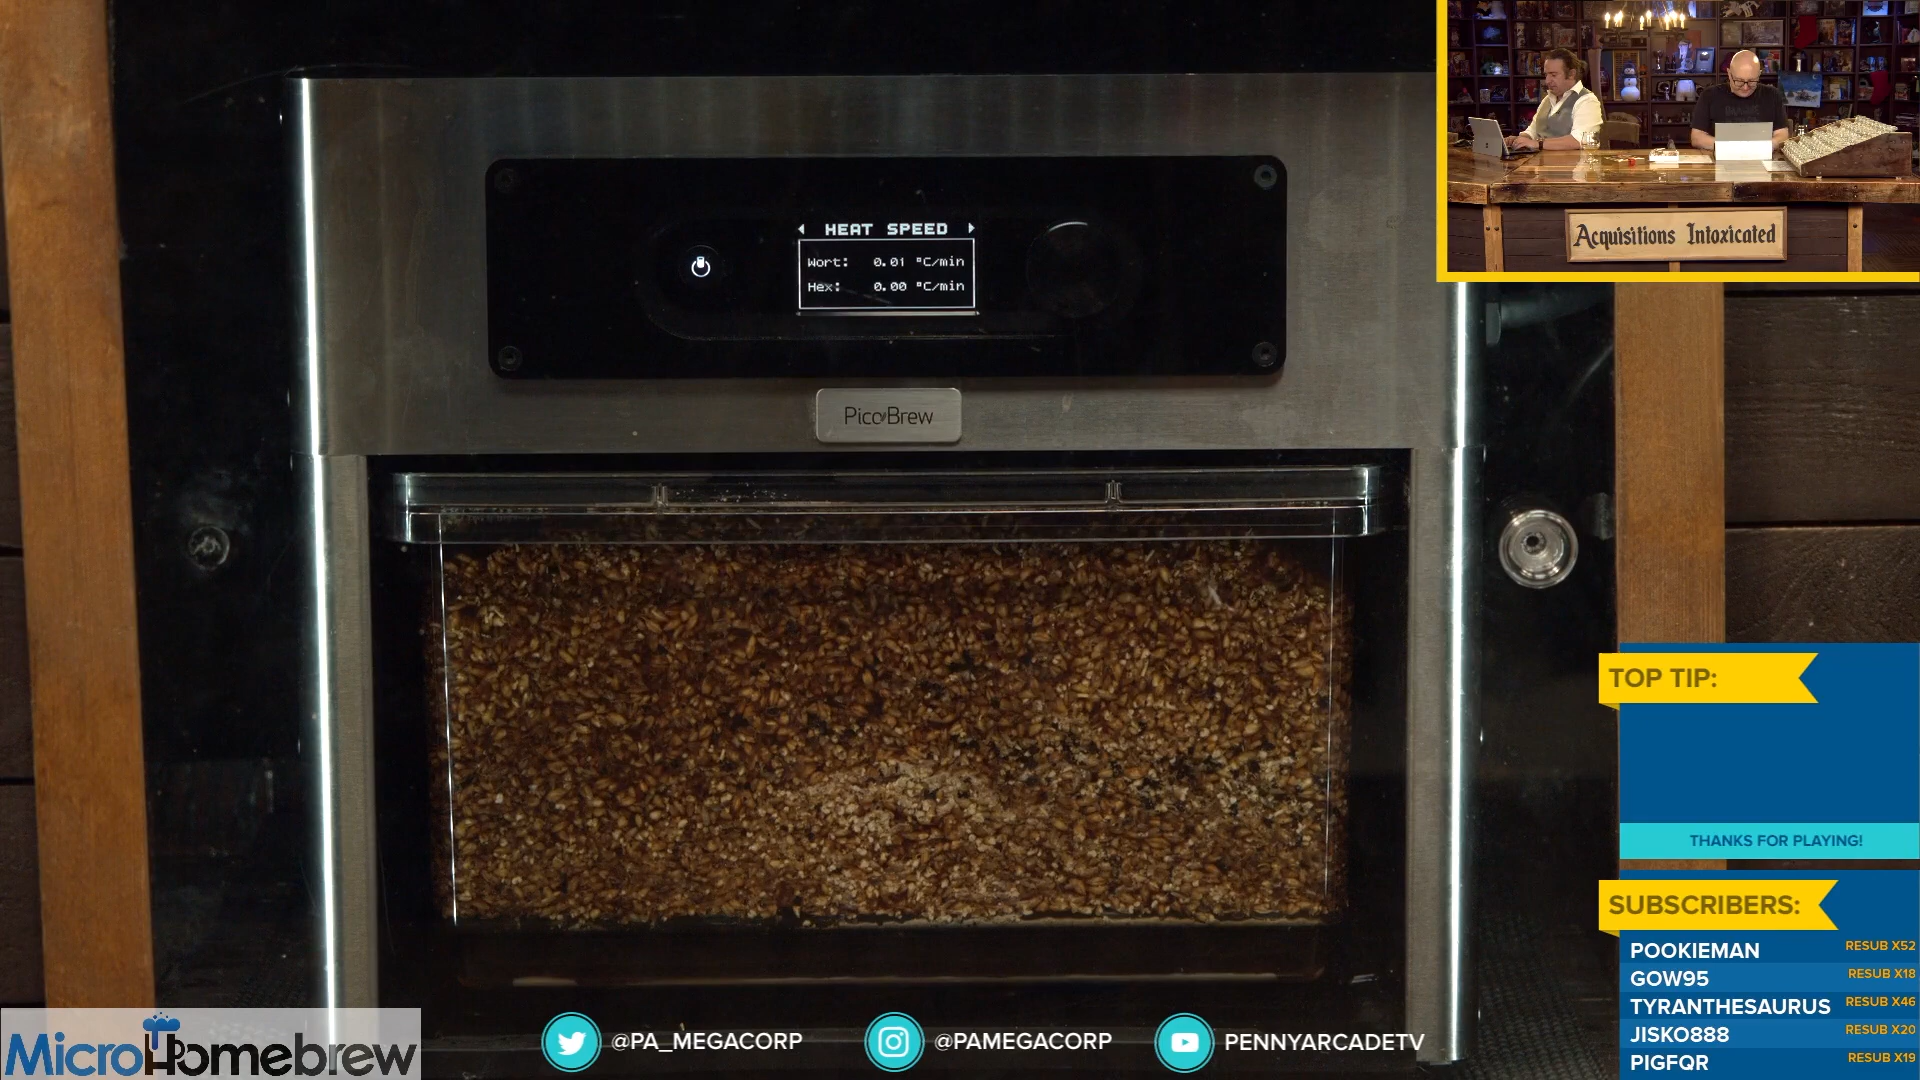 HEAT SPEED
Wort: 0.01 °C/min
Hex: 0.00 °C/min
PicoBrew
Acquisitions Intoxicated
TOP TIP:
THANKS FOR PLAYING!
SUBSCRIBERS:
POOKIEMAN RESUB X52
GOW95 RESUB X18
TYRANTHESAURUS RESUB X46
JISKO888 RESUB X20
PIGFQR RESUB X19
MicroHomebrew
@PA_MEGACORP
@PAMEGACORP
PENNYARCADETV